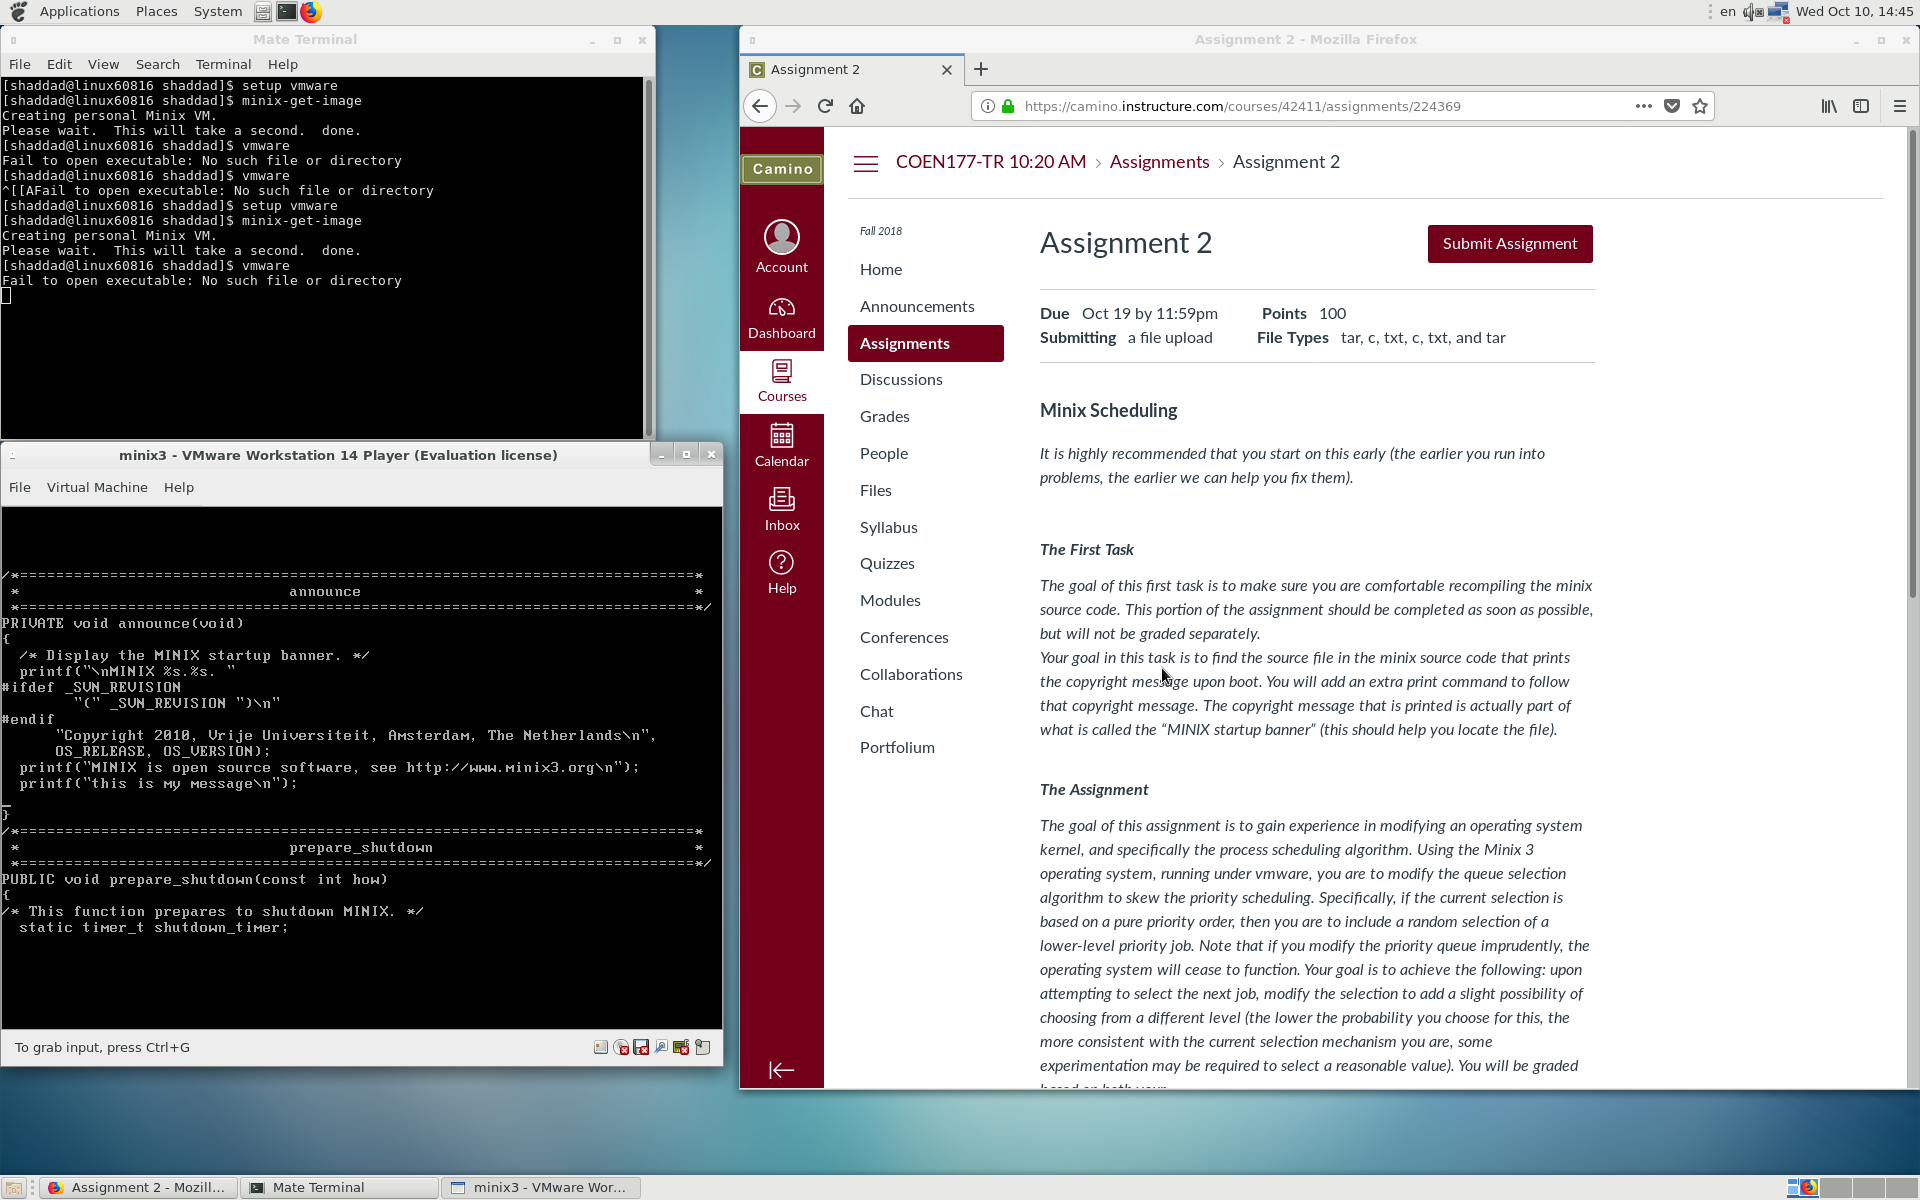 Applications Places System
en Wed Oct 10, 14:45
Mate Terminal
File Edit View Search Terminal Help
[shaddad@linux60816 shaddad]$ setup vmware
[shaddad@linux60816 shaddad]$ minix-get-image
Creating personal Minix VM.
Please wait.  This will take a second.  done.
[shaddad@linux60816 shaddad]$ vmware
Fail to open executable: No such file or directory
[shaddad@linux60816 shaddad]$ vmware
^[[AFail to open executable: No such file or directory
[shaddad@linux60816 shaddad]$ setup vmware
[shaddad@linux60816 shaddad]$ minix-get-image
Creating personal Minix VM.
Please wait.  This will take a second.  done.
[shaddad@linux60816 shaddad]$ vmware
Fail to open executable: No such file or directory
minix3 - VMware Workstation 14 Player (Evaluation license)
File Virtual Machine Help
/*===========================================================================*
 *                              announce                                     *
 *===========================================================================*/
PRIVATE void announce(void)
{
  /* Display the MINIX startup banner. */
  printf("\nMINIX %s.%s. "
#ifdef _SVN_REVISION
        "(" _SVN_REVISION ")\n"
#endif
      "Copyright 2010, Vrije Universiteit, Amsterdam, The Netherlands\n",
      OS_RELEASE, OS_VERSION);
  printf("MINIX is open source software, see http://www.minix3.org\n");
  printf("this is my message\n");
}
/*===========================================================================*
 *                              prepare_shutdown                             *
 *===========================================================================*/
PUBLIC void prepare_shutdown(const int how)
{
/* This function prepares to shutdown MINIX. */
  static timer_t shutdown_timer;
To grab input, press Ctrl+G
Assignment 2 - Mozilla Firefox
C Assignment 2
https://camino.instructure.com/courses/42411/assignments/224369
Camino
Account
Dashboard
Courses
Calendar
Inbox
Help
COEN177-TR 10:20 AM › Assignments › Assignment 2
Fall 2018
Home
Announcements
Assignments
Discussions
Grades
People
Files
Syllabus
Quizzes
Modules
Conferences
Collaborations
Chat
Portfolium
Assignment 2
Submit Assignment
Due Oct 19 by 11:59pm Points 100
Submitting a file upload File Types tar, c, txt, c, txt, and tar
Minix Scheduling
It is highly recommended that you start on this early (the earlier you run into
problems, the earlier we can help you fix them).
The First Task
The goal of this first task is to make sure you are comfortable recompiling the minix
source code. This portion of the assignment should be completed as soon as possible,
but will not be graded separately.
Your goal in this task is to find the source file in the minix source code that prints
the copyright message upon boot. You will add an extra print command to follow
that copyright message. The copyright message that is printed is actually part of
what is called the “MINIX startup banner” (this should help you locate the file).
The Assignment
The goal of this assignment is to gain experience in modifying an operating system
kernel, and specifically the process scheduling algorithm. Using the Minix 3
operating system, running under vmware, you are to modify the queue selection
algorithm to skew the priority scheduling. Specifically, if the current selection is
based on a pure priority order, then you are to include a random selection of a
lower-level priority job. Note that if you modify the priority queue imprudently, the
operating system will cease to function. Your goal is to achieve the following: upon
attempting to select the next job, modify the selection to add a slight possibility of
choosing from a different level (the lower the probability you choose for this, the
more consistent with the current selection mechanism you are, some
experimentation may be required to select a reasonable value). You will be graded
based on both your
Assignment 2 - Mozill...
Mate Terminal
minix3 - VMware Wor...